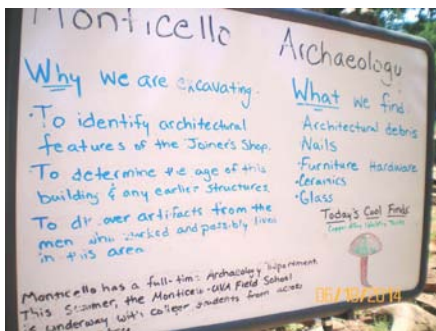 Monticello Archaeology
Why we are excavating.
• To identify architectural
features of the Joiner's Shop.
• To determine the age of this
building & any earlier structures.
To discover artifacts from the
men who worked and possibly lived
in this area
What we find
Architectural debris
Nails
• Furniture Hardware
• Ceramics
• Glass
Today's Cool Finds
Monticello has a full-time Archaeology Department
This Summer, the Monticello-UVA Field School
is underway with college students from across
06/18/2014